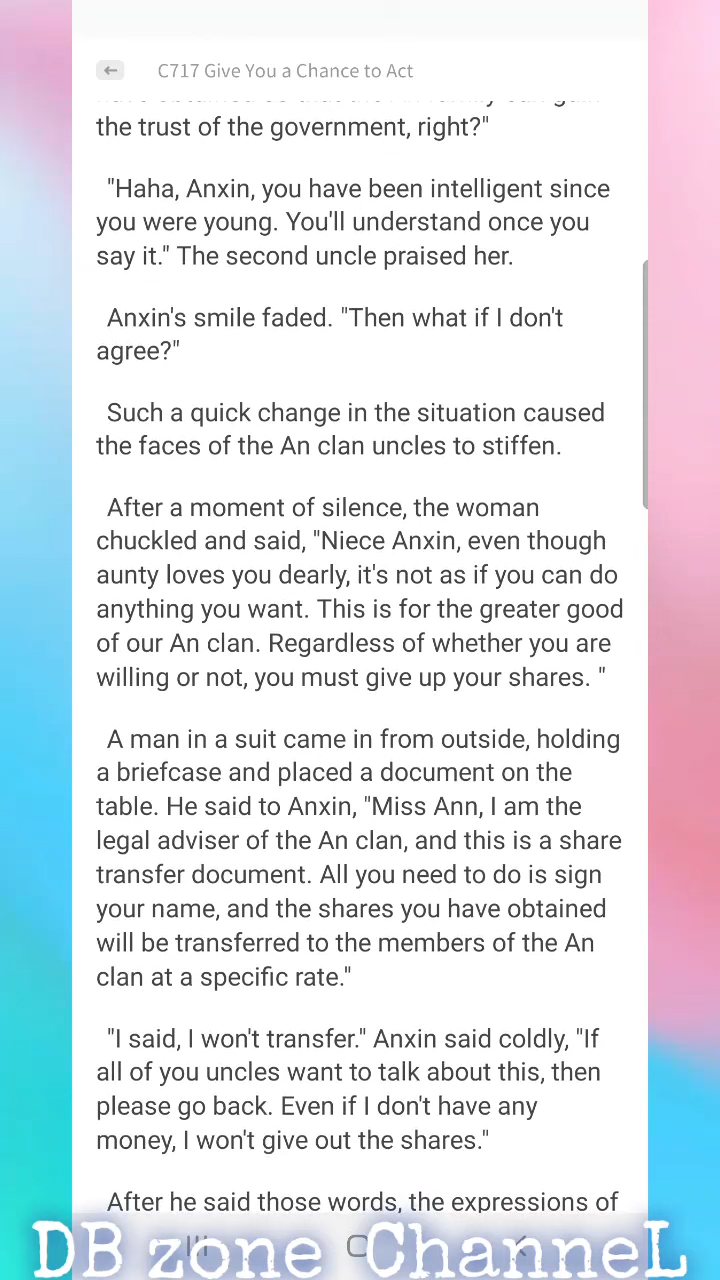 C717 Give You a Chance to Act
the trust of the government, right?"
"Haha, Anxin, you have been intelligent since
you were young. You'll understand once you
say it." The second uncle praised her.
Anxin's smile faded. "Then what if I don't
agree?"
Such a quick change in the situation caused
the faces of the An clan uncles to stiffen.
After a moment of silence, the woman
chuckled and said, "Niece Anxin, even though
aunty loves you dearly, it's not as if you can do
anything you want. This is for the greater good
of our An clan. Regardless of whether you are
willing or not, you must give up your shares. "
A man in a suit came in from outside, holding
a briefcase and placed a document on the
table. He said to Anxin, "Miss Ann, I am the
legal adviser of the An clan, and this is a share
transfer document. All you need to do is sign
your name, and the shares you have obtained
will be transferred to the members of the An
clan at a specific rate."
"I said, I won't transfer." Anxin said coldly, "If
all of you uncles want to talk about this, then
please go back. Even if I don't have any
money, I won't give out the shares."
After he said those words, the expressions of
DB zone ChanneL